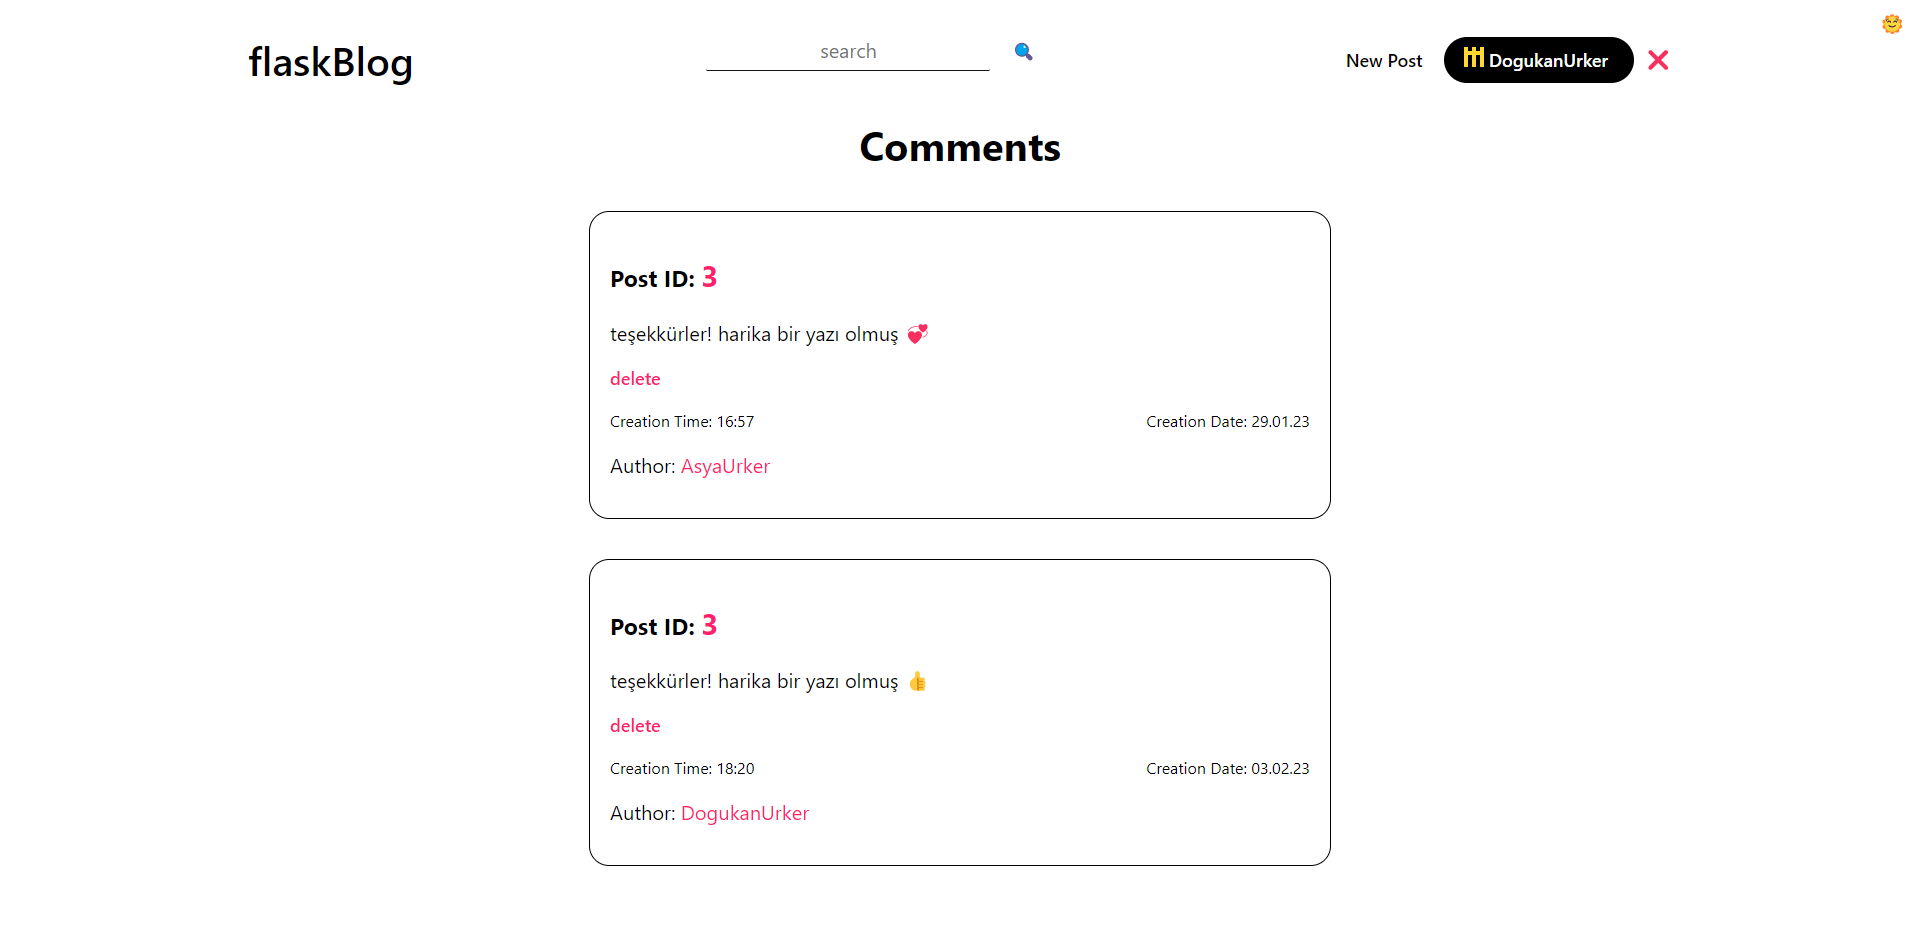 flaskBlog
search
New Post
DogukanUrker
Comments
Post ID: 3
teşekkürler! harika bir yazı olmuş 💞
delete
Creation Time: 16:57 Creation Date: 29.01.23
Author: AsyaUrker
Post ID: 3
teşekkürler! harika bir yazı olmuş 👍
delete
Creation Time: 18:20 Creation Date: 03.02.23
Author: DogukanUrker